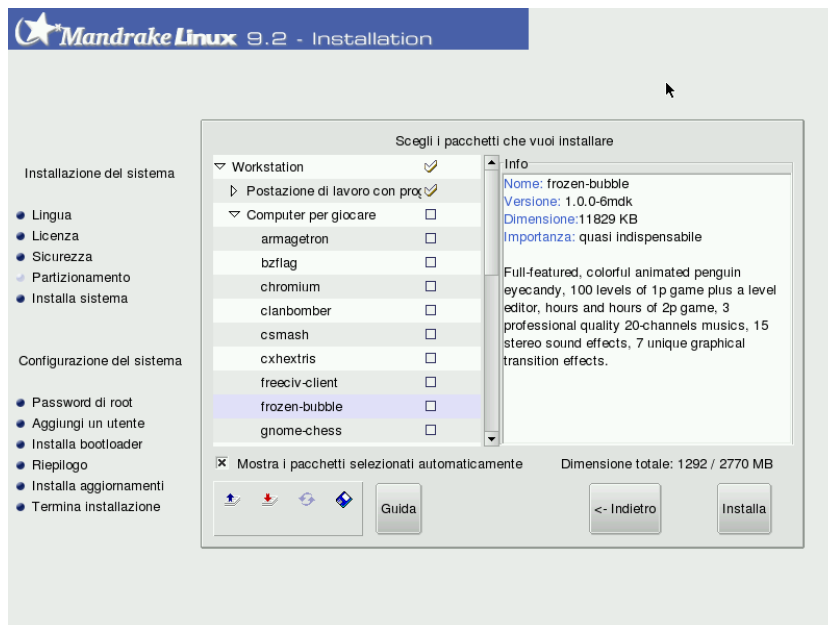 Mandrake Linux 9.2 - Installation
Installazione del sistema
Lingua
Licenza
Sicurezza
Partizionamento
Installa sistema
Configurazione del sistema
Password di root
Aggiungi un utente
Installa bootloader
Riepilogo
Installa aggiornamenti
Termina installazione
Scegli i pacchetti che vuoi installare
Workstation
Postazione di lavoro con prog
Computer per giocare
armagetron
bzflag
chromium
clanbomber
csmash
cxhextris
freeciv-client
frozen-bubble
gnome-chess
Info
Nome: frozen-bubble
Versione: 1.0.0-6mdk
Dimensione:11829 KB
Importanza: quasi indispensabile
Full-featured, colorful animated penguin
eyecandy, 100 levels of 1p game plus a level
editor, hours and hours of 2p game, 3
professional quality 20-channels musics, 15
stereo sound effects, 7 unique graphical
transition effects.
Mostra i pacchetti selezionati automaticamente
Dimensione totale: 1292 / 2770 MB
Guida
<- Indietro
Installa